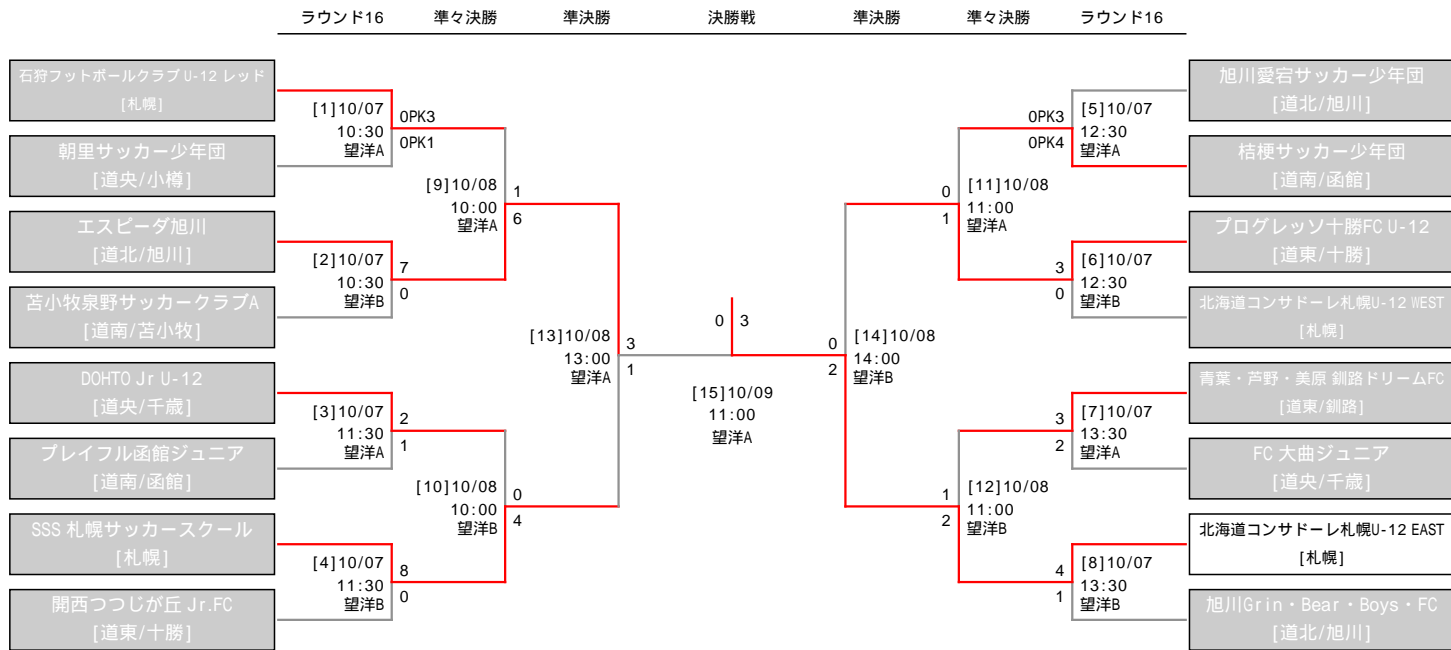 ラウンド16 準々決勝 準決勝 決勝戦 準決勝 準々決勝 ラウンド16
石狩フットボールクラブ U-12 レッド
[札幌]
朝里サッカー少年団
[道央/小樽]
エスピーダ旭川
[道北/旭川]
苫小牧泉野サッカークラブA
[道南/苫小牧]
DOHTO Jr U-12
[道央/千歳]
プレイフル函館ジュニア
[道南/函館]
SSS 札幌サッカースクール
[札幌]
開西つつじが丘 Jr.FC
[道東/十勝]
[1]10/07
10:30
望洋A
0PK3
0PK1
[2]10/07
10:30
望洋B
7
0
[3]10/07
11:30
望洋A
2
1
[4]10/07
11:30
望洋B
8
0
[9]10/08
10:00
望洋A
1
6
[10]10/08
10:00
望洋B
0
4
[13]10/08
13:00
望洋A
3
1
0 3
[15]10/09
11:00
望洋A
0
2
[14]10/08
14:00
望洋B
0
1
[11]10/08
11:00
望洋A
1
2
[12]10/08
11:00
望洋B
0PK3
0PK4
[5]10/07
12:30
望洋A
3
0
[6]10/07
12:30
望洋B
3
2
[7]10/07
13:30
望洋A
4
1
[8]10/07
13:30
望洋B
旭川愛宕サッカー少年団
[道北/旭川]
桔梗サッカー少年団
[道南/函館]
プログレッソ十勝FC U-12
[道東/十勝]
北海道コンサドーレ札幌U-12 WEST
[札幌]
青葉・芦野・美原 釧路ドリームFC
[道東/釧路]
FC 大曲ジュニア
[道央/千歳]
北海道コンサドーレ札幌U-12 EAST
[札幌]
旭川Grin・Bear・Boys・FC
[道北/旭川]